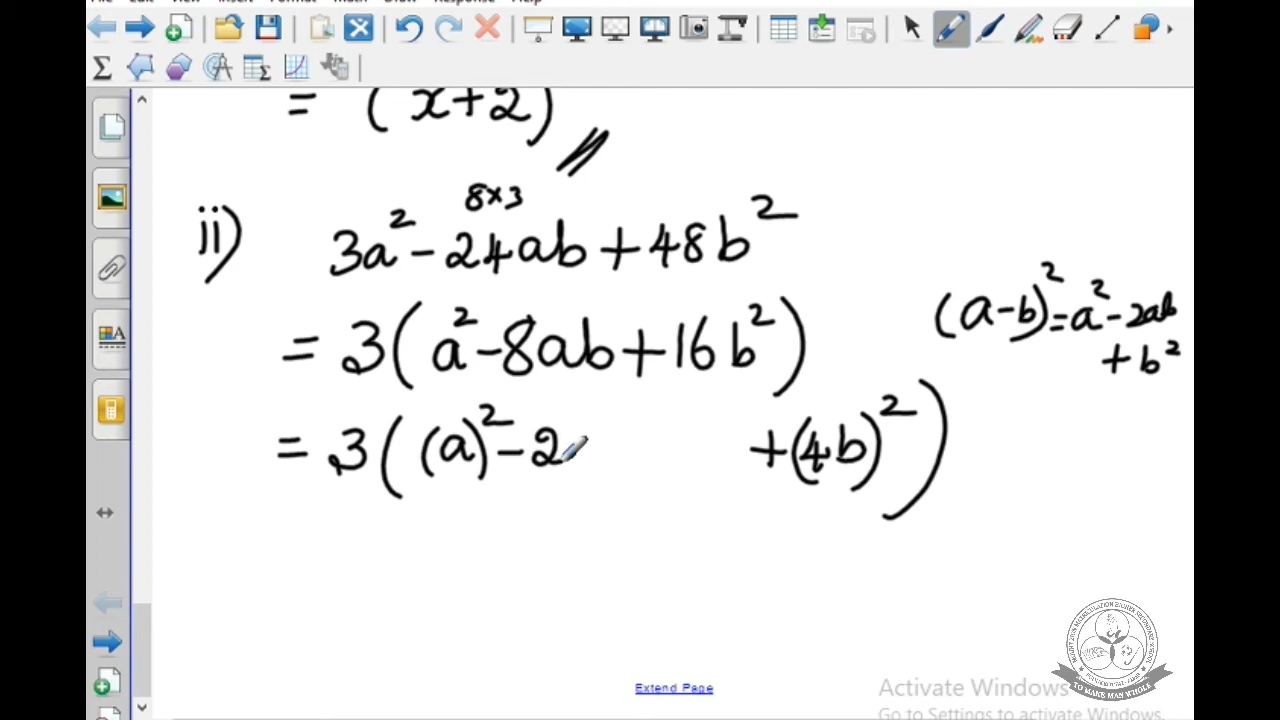 = (x+2)
8×3
ii) 3a² - 24ab + 48b²
(a-b)² = a² - 2ab
+ b²
= 3(a² - 8ab + 16b²)
= 3((a)² - 2 + (4b)²)
Extend Page
Activate Windows
Go to Settings to activate Windows.
TO MAKE MAN WHOLE